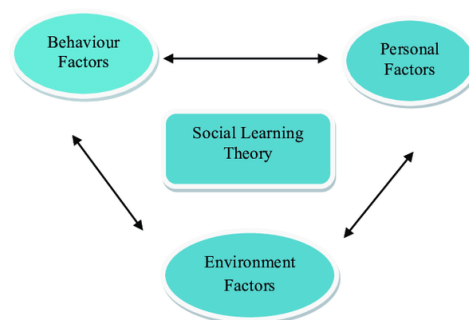 Behaviour
Factors
Personal
Factors
Social Learning
Theory
Environment
Factors